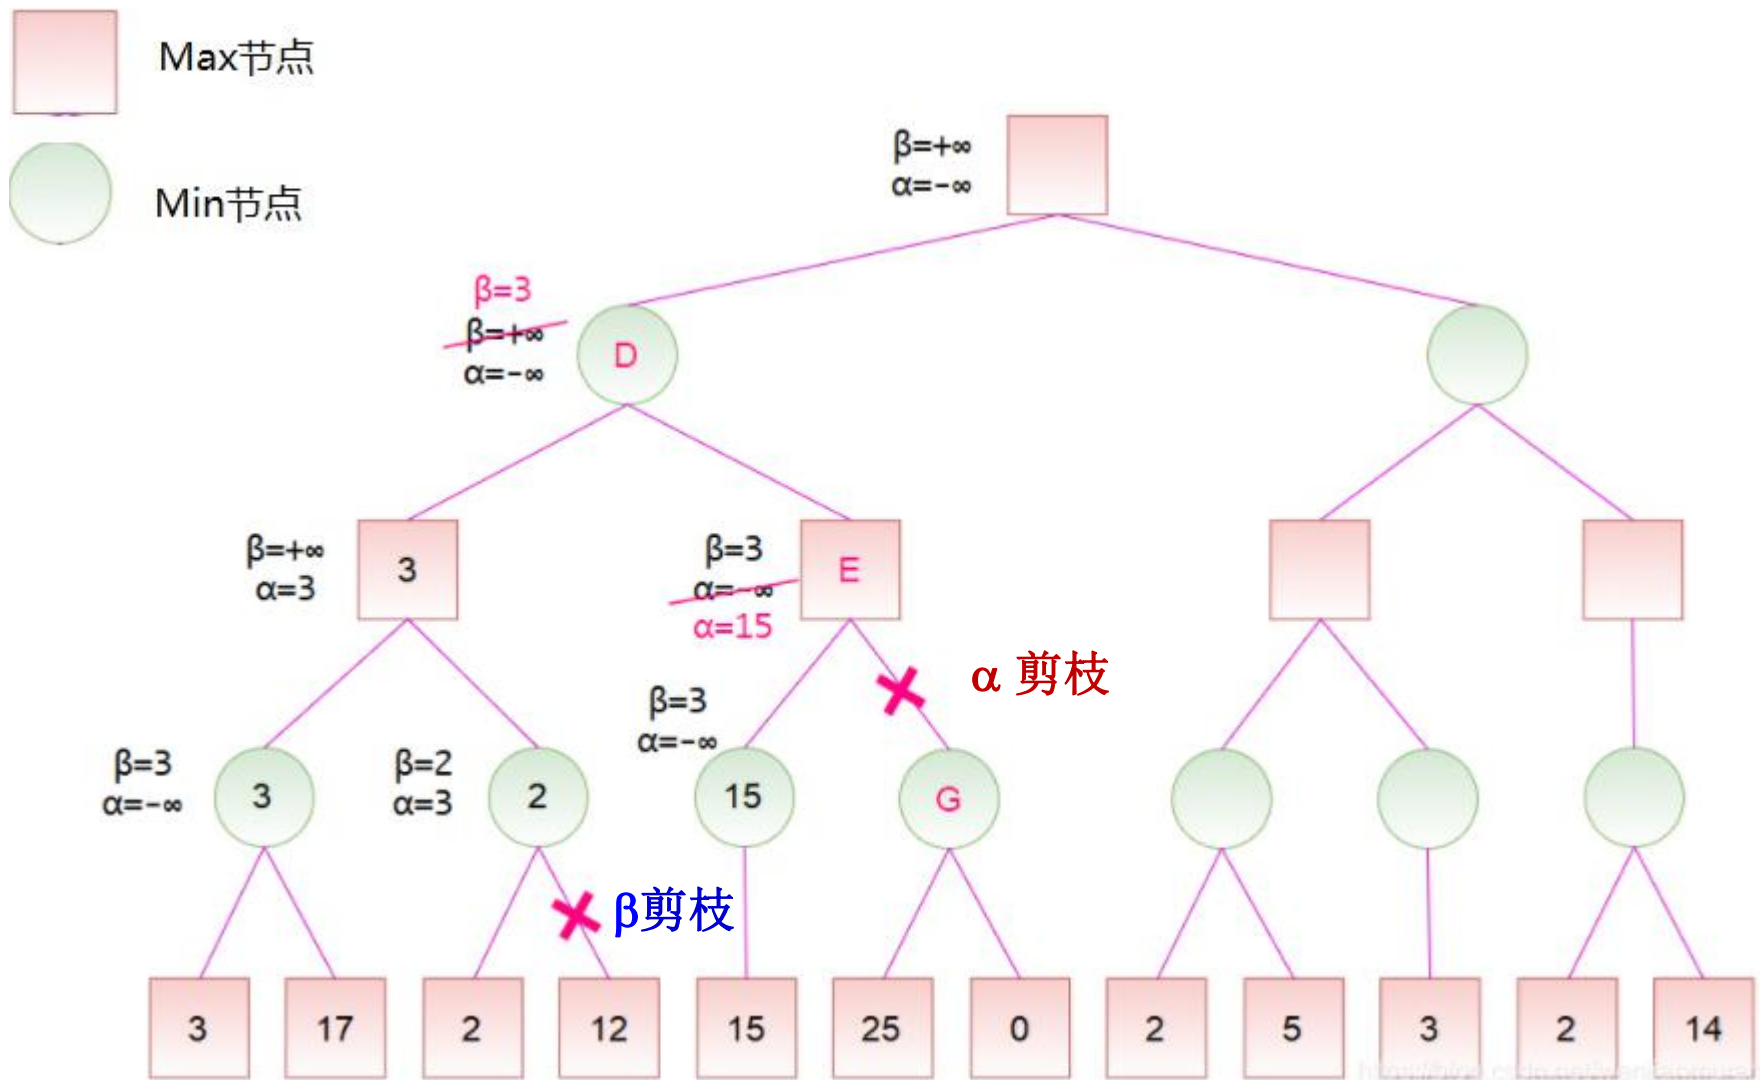 Max节点
Min节点
β=+∞
α=-∞
β=3
β=+∞
α=-∞
D
β=+∞
α=3
3
β=3
α=-∞
α=15
E
α 剪枝
β=3
α=-∞
3
β=2
α=3
2
β=3
α=-∞
15
G
β剪枝
3
17
2
12
15
25
0
2
5
3
2
14